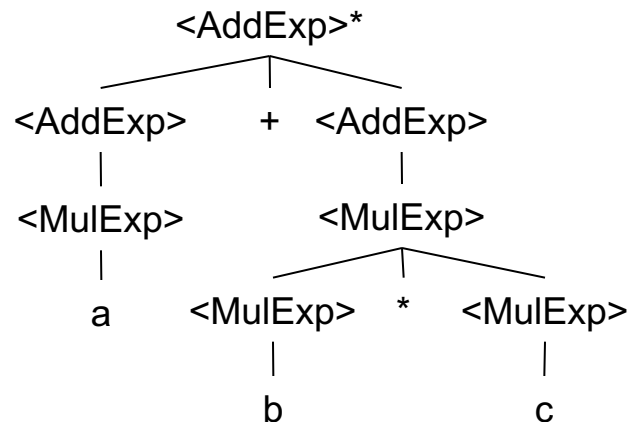 <AddExp>*
<AddExp> + <AddExp>
<MulExp> <MulExp>
a <MulExp> * <MulExp>
b c